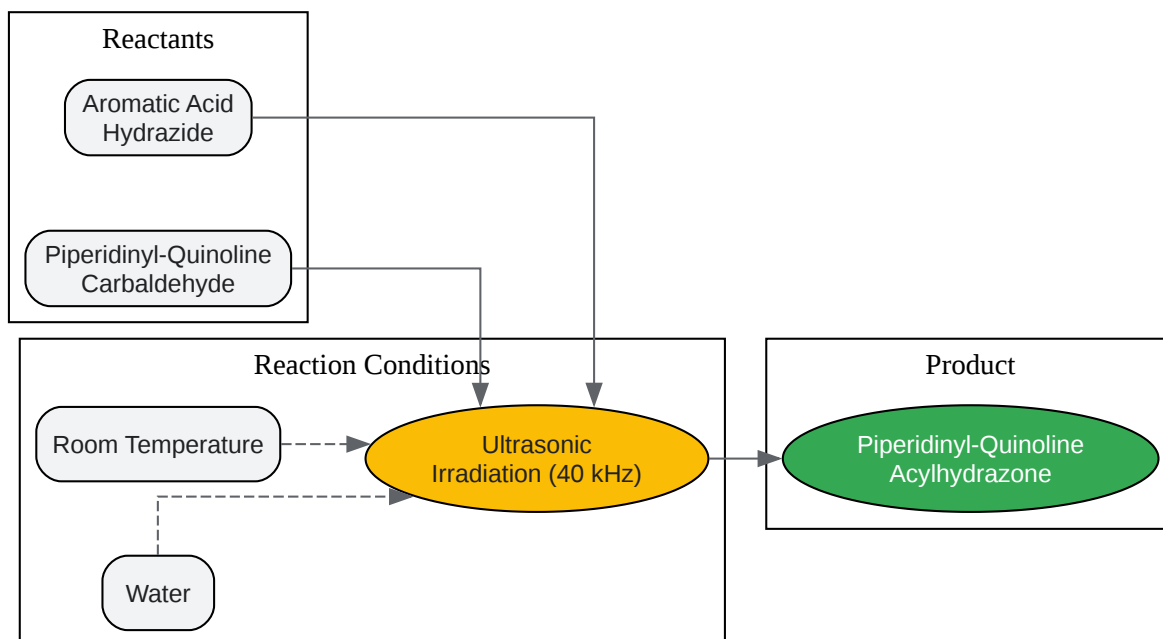 Reactants
Aromatic Acid
Hydrazide
Piperidinyl-Quinoline
Carbaldehyde
Reaction Conditions
Room Temperature
Water
Ultrasonic
Irradiation (40 kHz)
Product
Piperidinyl-Quinoline
Acylhydrazone